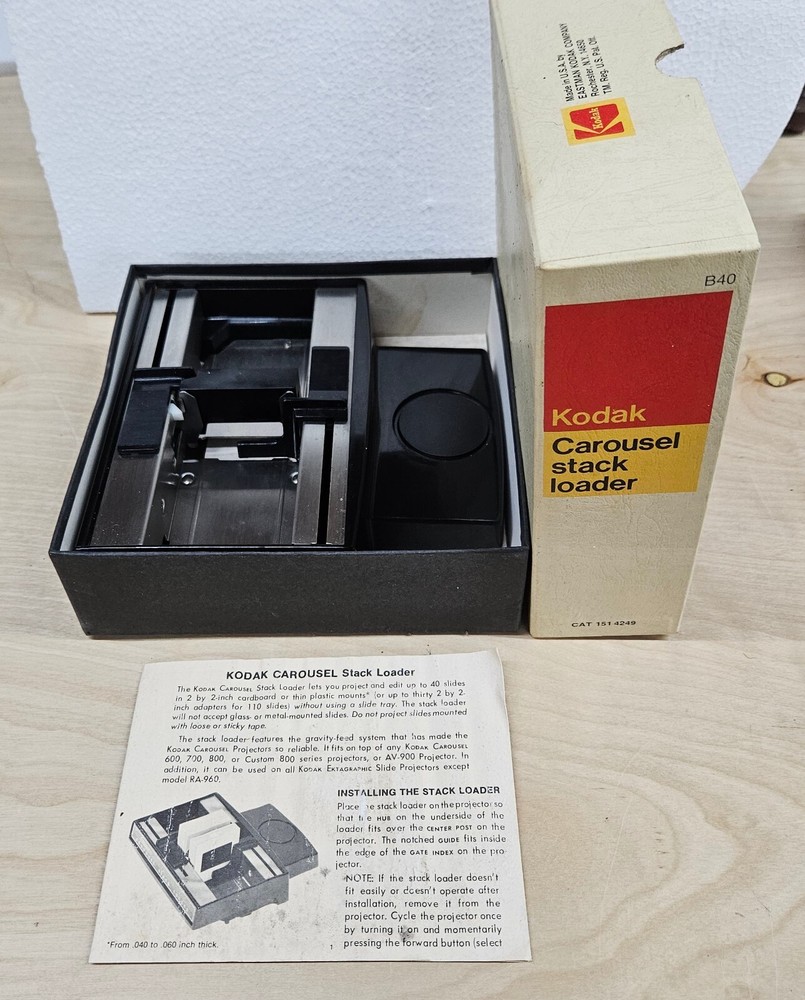 Made in U.S.A. by
EASTMAN KODAK COMPANY
Rochester, N.Y. 14650
TM. Reg. U.S. Pat. Off.
Kodak
B40
Kodak
Carousel
stack
loader
CAT 151 4249
KODAK CAROUSEL Stack Loader
The KODAK CAROUSEL Stack Loader lets you project and edit up to 40 slides
in 2 by 2-inch cardboard or thin plastic mounts* (or up to thirty 2 by 2-
inch adapters for 110 slides) without using a slide tray. The stack loader
will not accept glass- or metal-mounted slides. Do not project slides mounted
with loose or sticky tape.
The stack loader features the gravity-feed system that has made the
KODAK CAROUSEL Projectors so reliable. It fits on top of any KODAK CAROUSEL
600, 700, 800, or Custom 800 series projectors, or AV-900 Projector. In
addition, it can be used on all KODAK EKTAGRAPHIC Slide Projectors except
model RA-960.
INSTALLING THE STACK LOADER
Place the stack loader on the projector so
that the HUB on the underside of the
loader fits over the CENTER POST on the
projector. The notched GUIDE fits inside
the edge of the GATE INDEX on the pro-
jector.
NOTE: If the stack loader doesn't
fit easily or doesn't operate after
installation, remove it from the
projector. Cycle the projector once
by turning it on and momentarily
pressing the forward button (select
*From .040 to .060 inch thick.
1